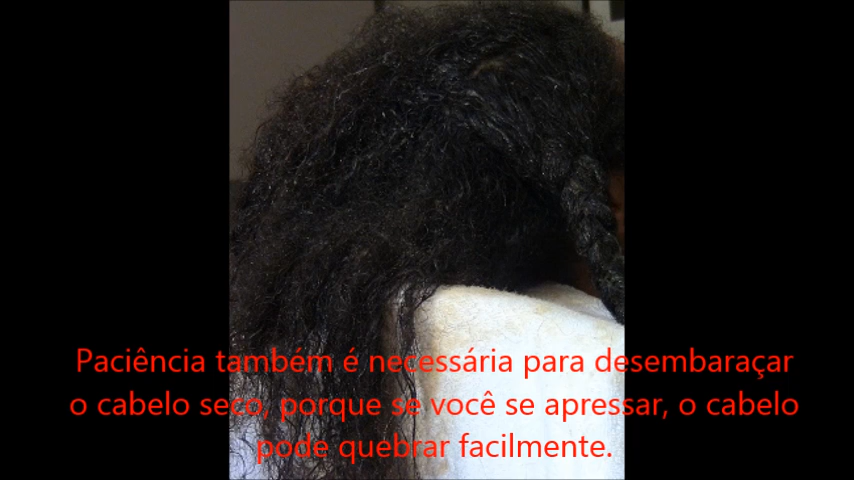 Paciência também é necessária para desembaraçar
o cabelo seco, porque se você se apressar, o cabelo
pode quebrar facilmente.